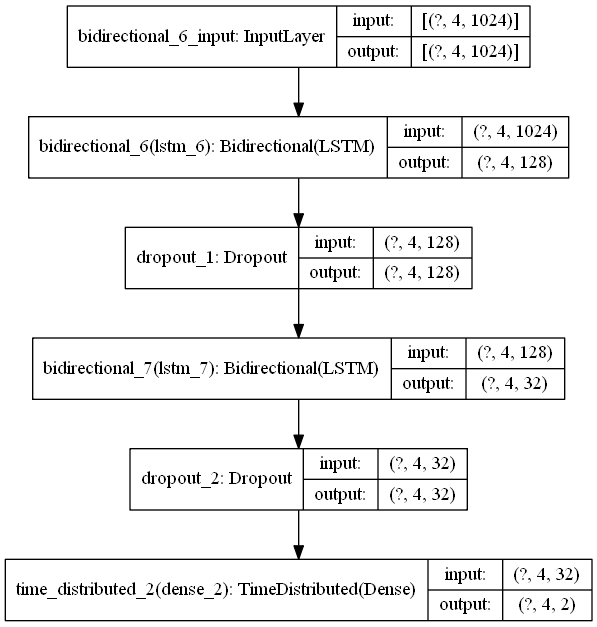 bidirectional_6_input: InputLayer
input: [(?, 4, 1024)]
output: [(?, 4, 1024)]
bidirectional_6(lstm_6): Bidirectional(LSTM)
input: (?, 4, 1024)
output: (?, 4, 128)
dropout_1: Dropout
input: (?, 4, 128)
output: (?, 4, 128)
bidirectional_7(lstm_7): Bidirectional(LSTM)
input: (?, 4, 128)
output: (?, 4, 32)
dropout_2: Dropout
input: (?, 4, 32)
output: (?, 4, 32)
time_distributed_2(dense_2): TimeDistributed(Dense)
input: (?, 4, 32)
output: (?, 4, 2)